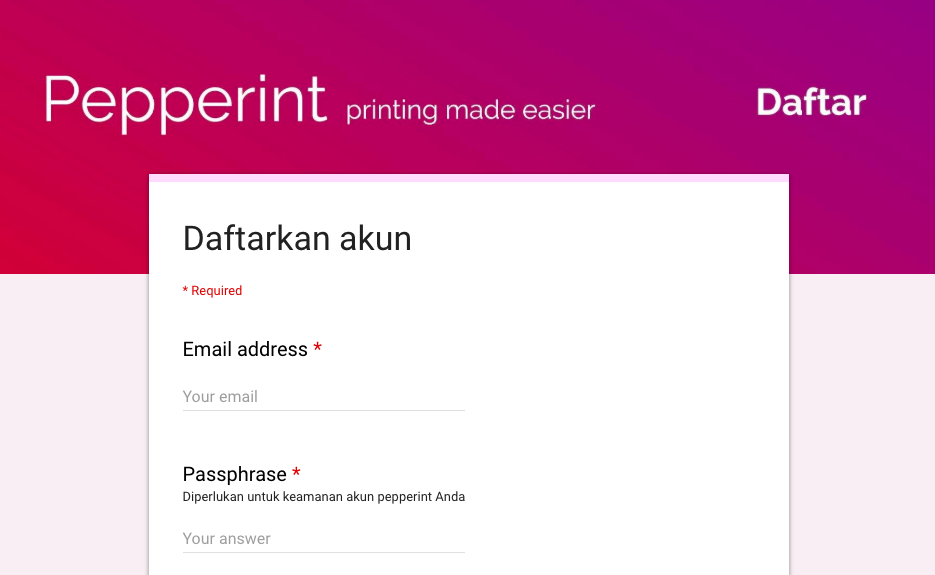 Pepperint printing made easier
Daftar
Daftarkan akun
* Required
Email address *
Your email
Passphrase *
Diperlukan untuk keamanan akun pepperint Anda
Your answer